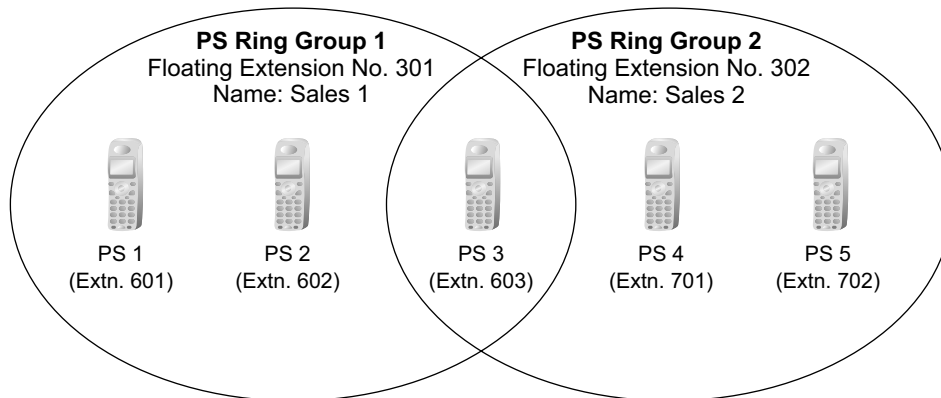 PS Ring Group 1
Floating Extension No. 301
Name: Sales 1
PS Ring Group 2
Floating Extension No. 302
Name: Sales 2
PS 1
(Extn. 601)
PS 2
(Extn. 602)
PS 3
(Extn. 603)
PS 4
(Extn. 701)
PS 5
(Extn. 702)